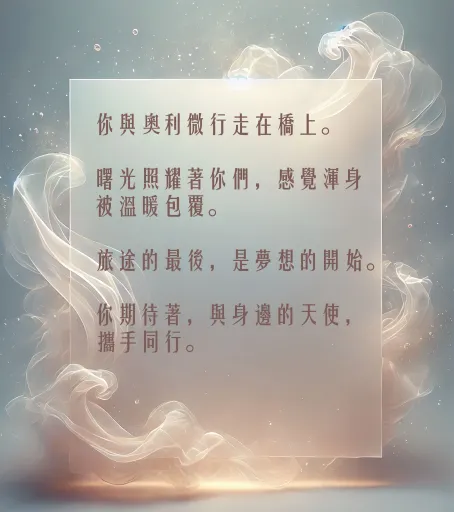 你與奧利微行走在橋上。
曙光照耀著你們，感覺渾身
被溫暖包覆。
旅途的最後，是夢想的開始。
你期待著，與身邊的天使，
攜手同行。